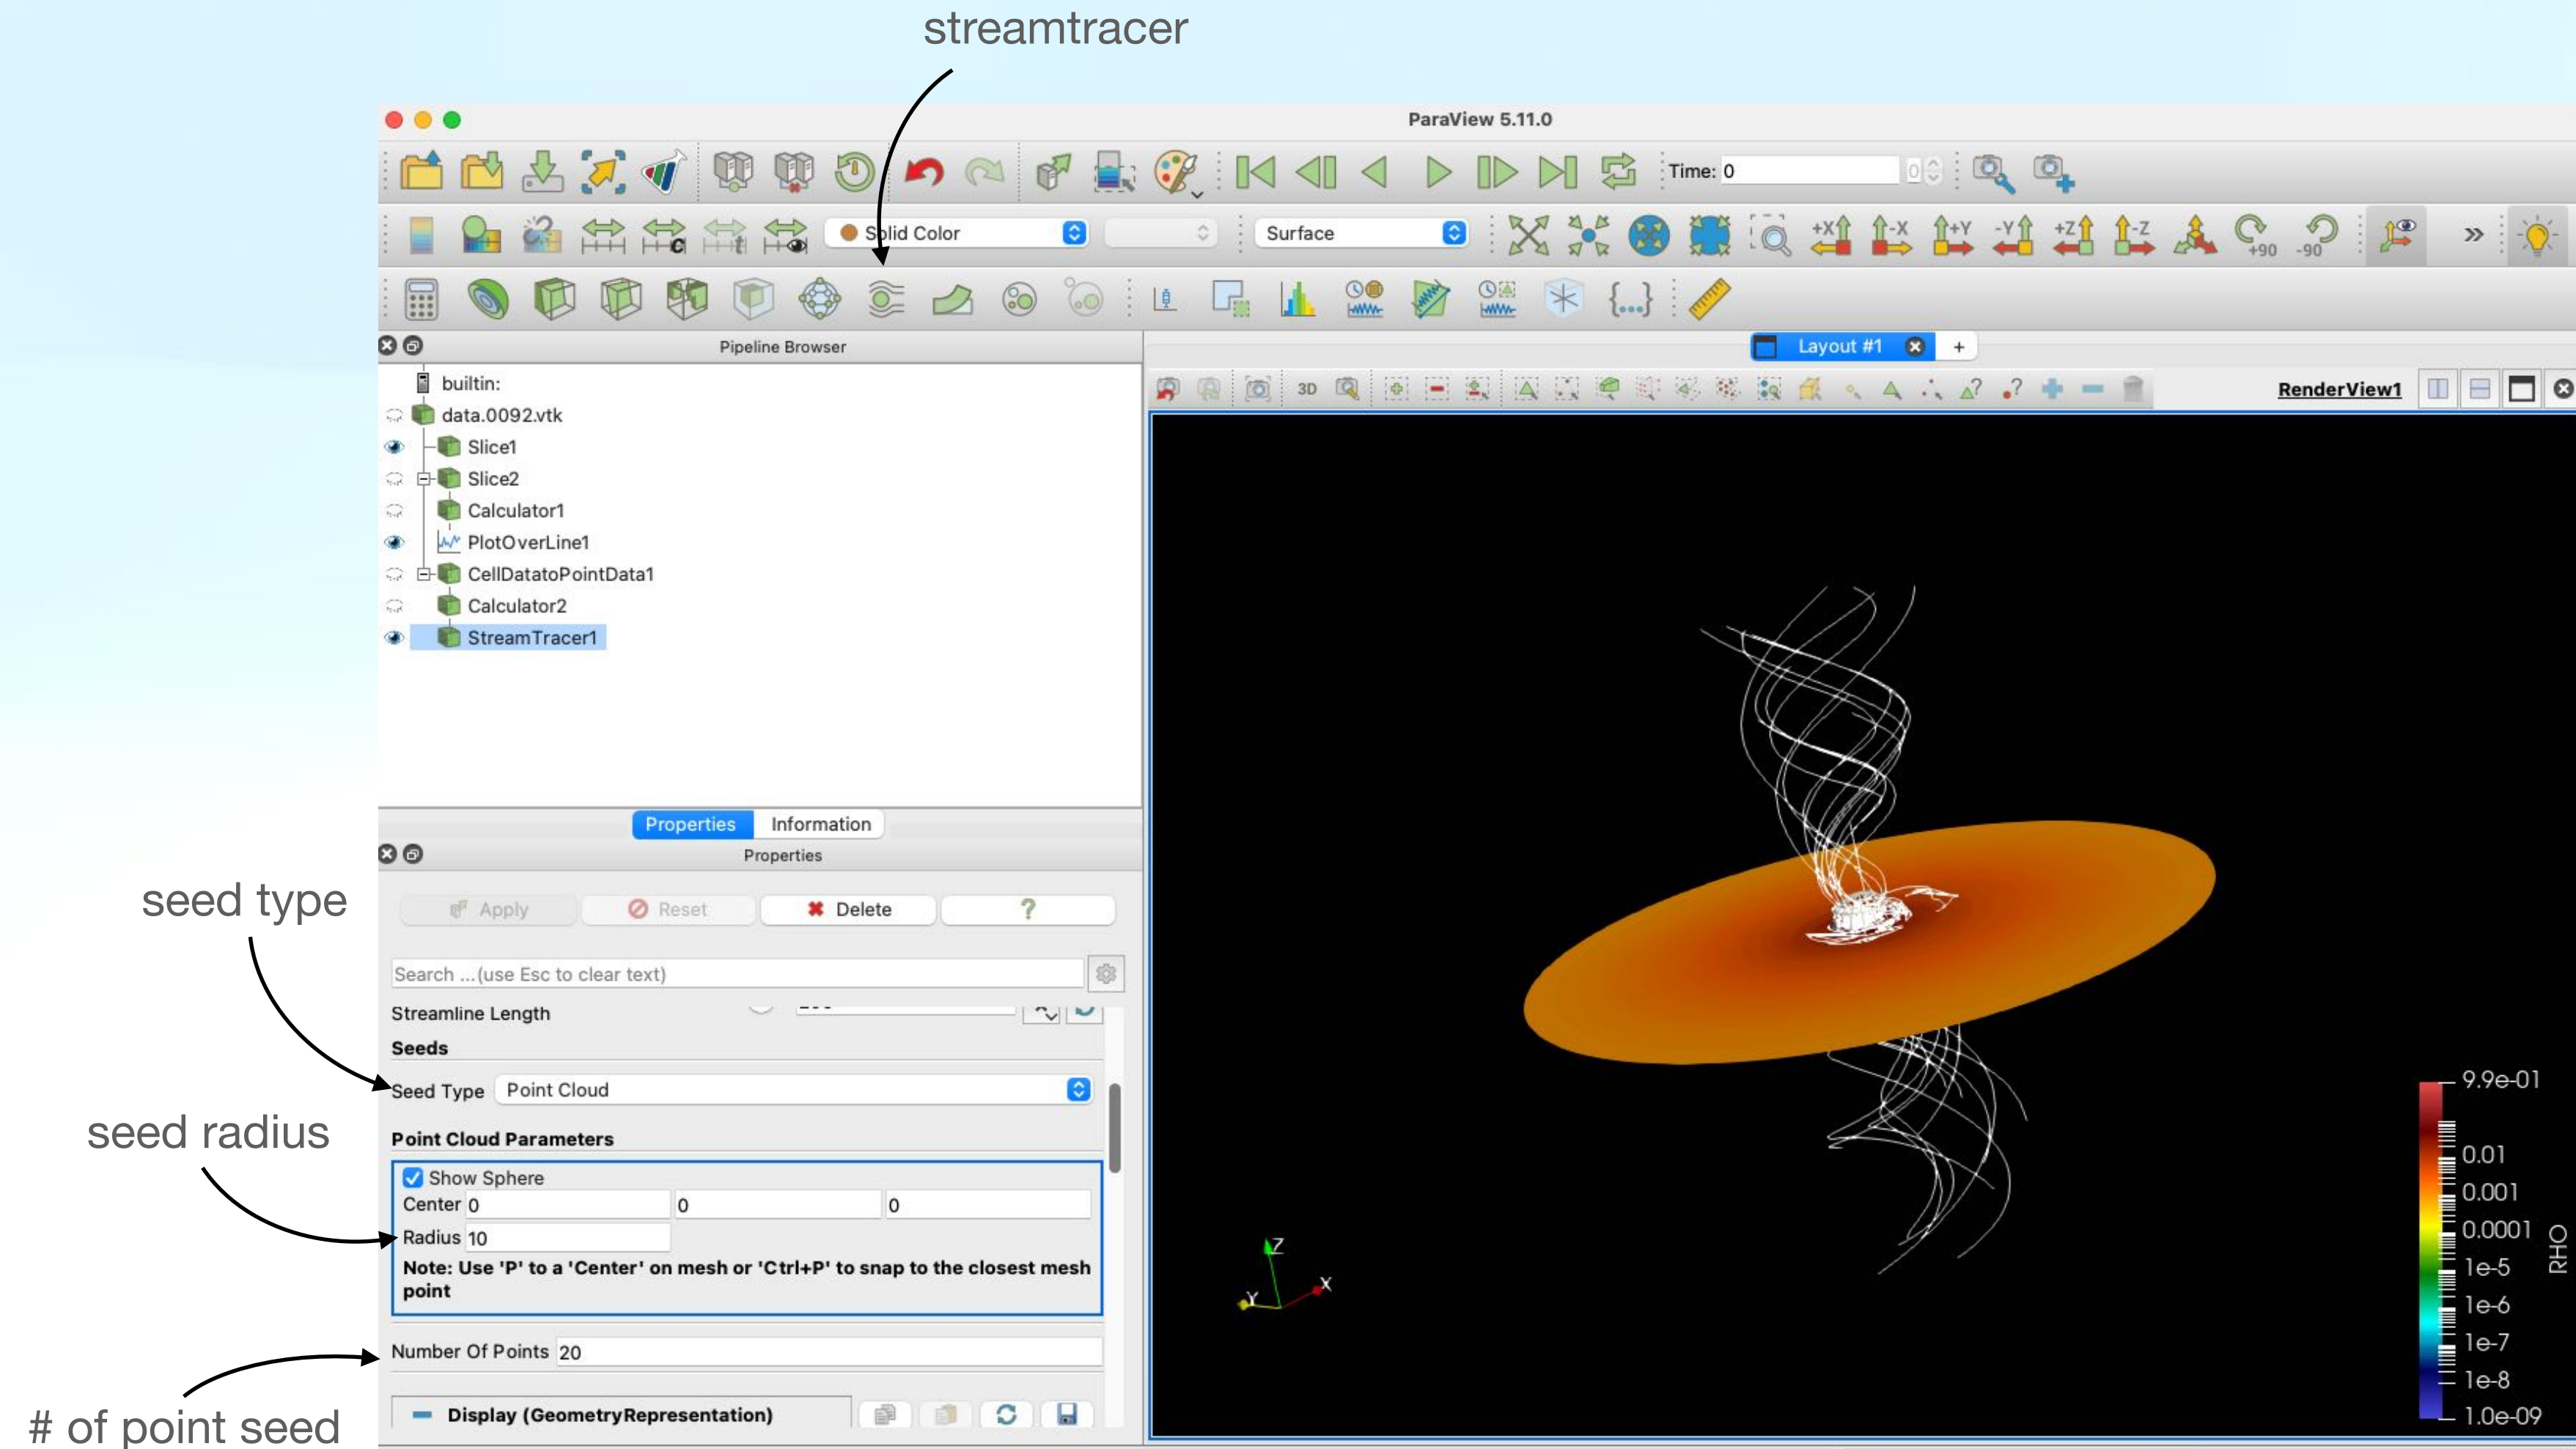 streamtracer
ParaView 5.11.0
Time: 0
0
Solid Color
Surface
+X
-X
+Y
-Y
+Z
-Z
+90
-90
»
Pipeline Browser
Layout #1
+
builtin:
data.0092.vtk
Slice1
Slice2
Calculator1
PlotOverLine1
CellDatatoPointData1
Calculator2
StreamTracer1
3D
RenderView1
Properties
Information
Properties
Apply
Reset
Delete
?
Search ...(use Esc to clear text)
Streamline Length
Seeds
seed type
Seed Type Point Cloud
seed radius
Point Cloud Parameters
Show Sphere
Center 0 0 0
Radius 10
Note: Use 'P' to a 'Center' on mesh or 'Ctrl+P' to snap to the closest mesh
point
Number Of Points 20
# of point seed
Display (GeometryRepresentation)
Z
X
Y
9.9e-01
0.01
0.001
0.0001
1e-5
1e-6
1e-7
1e-8
1.0e-09
RHO